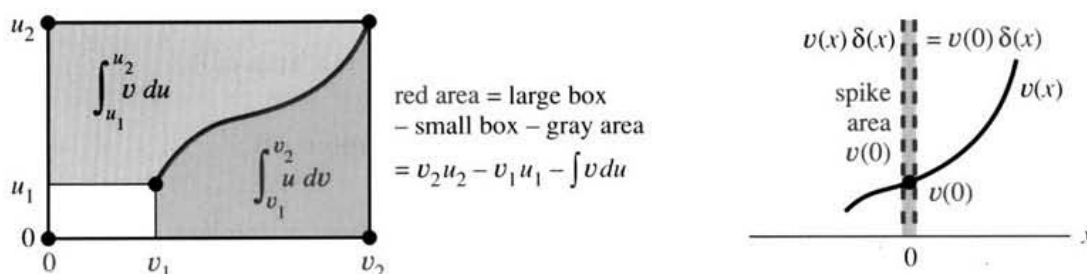 u₂
∫ᵤ₁ᵘ² v du
u₁
0
0
v₁
v₂
∫ᵥ₁ᵛ² u dv
red area = large box
– small box – gray area
= v₂u₂ – v₁u₁ – ∫ v du
v(x) δ(x) = v(0) δ(x)
spike
area
v(0)
v(x)
v(0)
0